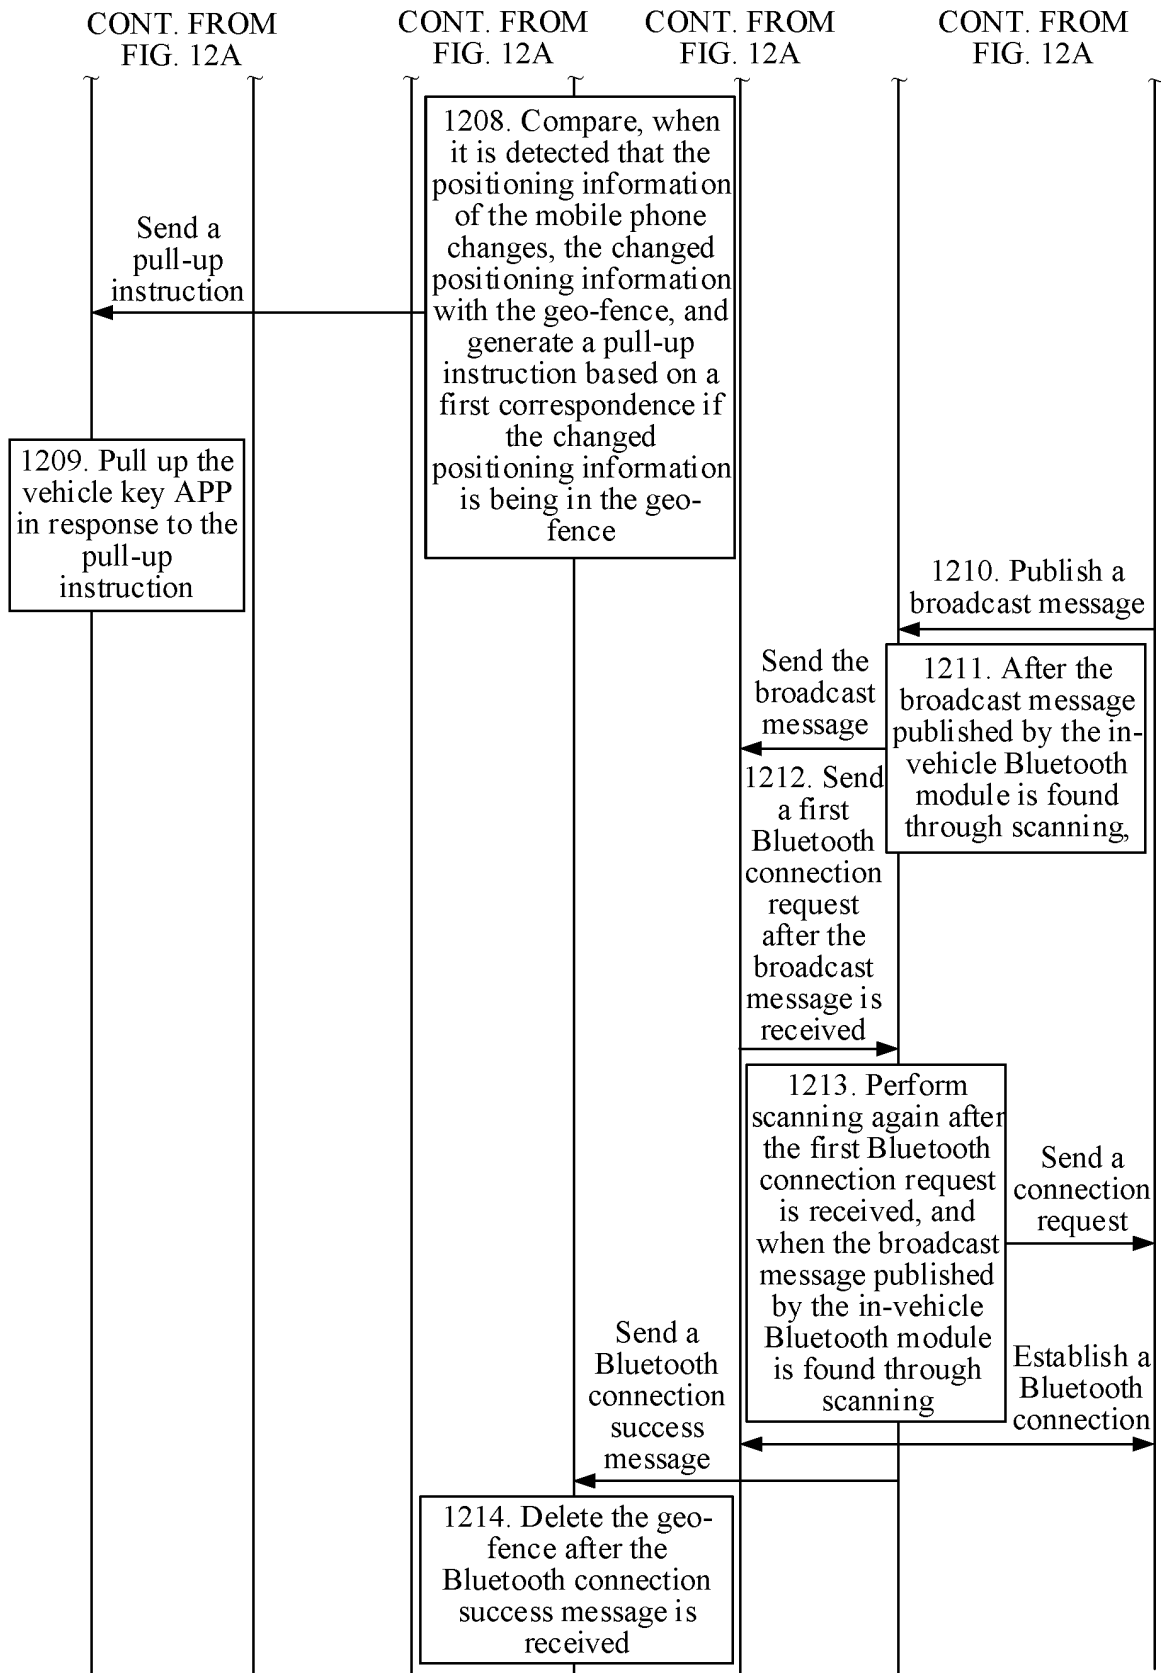 CONT. FROM
FIG. 12A
CONT. FROM
FIG. 12A
CONT. FROM
FIG. 12A
CONT. FROM
FIG. 12A
1208. Compare, when
it is detected that the
positioning information
of the mobile phone
changes, the changed
positioning information
with the geo-fence, and
generate a pull-up
instruction based on a
first correspondence if
the changed
positioning information
is being in the geo-
fence
Send a
pull-up
instruction
1209. Pull up the
vehicle key APP
in response to the
pull-up
instruction
1210. Publish a
broadcast message
1211. After the
broadcast message
published by the in-
vehicle Bluetooth
module is found
through scanning,
Send the
broadcast
message
1212. Send
a first
Bluetooth
connection
request
after the
broadcast
message is
received
1213. Perform
scanning again after
the first Bluetooth
connection request
is received, and
when the broadcast
message published
by the in-vehicle
Bluetooth module
is found through
scanning
Send a
connection
request
Establish a
Bluetooth
connection
Send a
Bluetooth
connection
success
message
1214. Delete the geo-
fence after the
Bluetooth connection
success message is
received